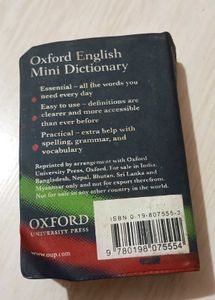 Oxford English
Mini Dictionary
Essential – all the words you
need every day
Easy to use – definitions are
clearer and more accessible
than ever before
Practical – extra help with
spelling, grammar, and
vocabulary
Reprinted by arrangement with Oxford
University Press, Oxford. For sale in India.
Bangladesh, Nepal, Bhutan, Sri Lanka and
Myanmar only and not for export therefrom.
Not for sale in any other country in the world.
OXFORD
UNIVERSITY PRESS
www.oup.com
ISBN 0-19-807555-3
9 780198 075554